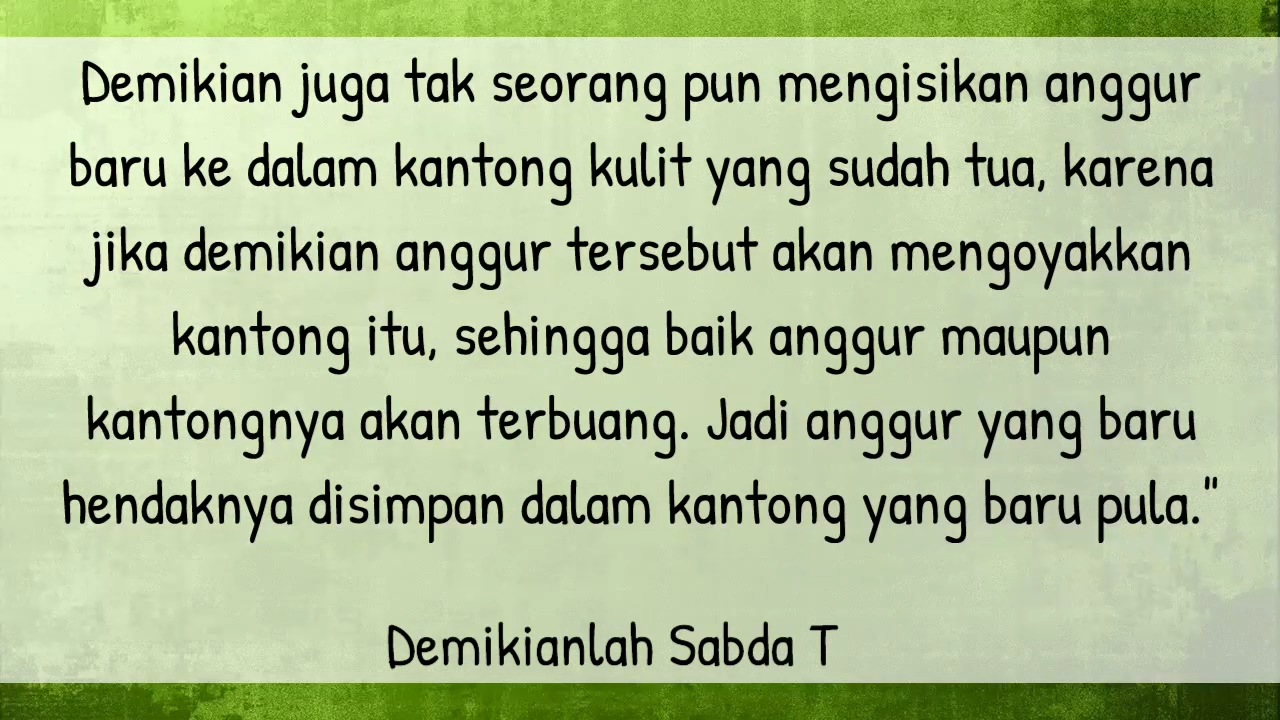 Demikian juga tak seorang pun mengisikan anggur
baru ke dalam kantong kulit yang sudah tua, karena
jika demikian anggur tersebut akan mengoyakkan
kantong itu, sehingga baik anggur maupun
kantongnya akan terbuang. Jadi anggur yang baru
hendaknya disimpan dalam kantong yang baru pula."
Demikianlah Sabda T